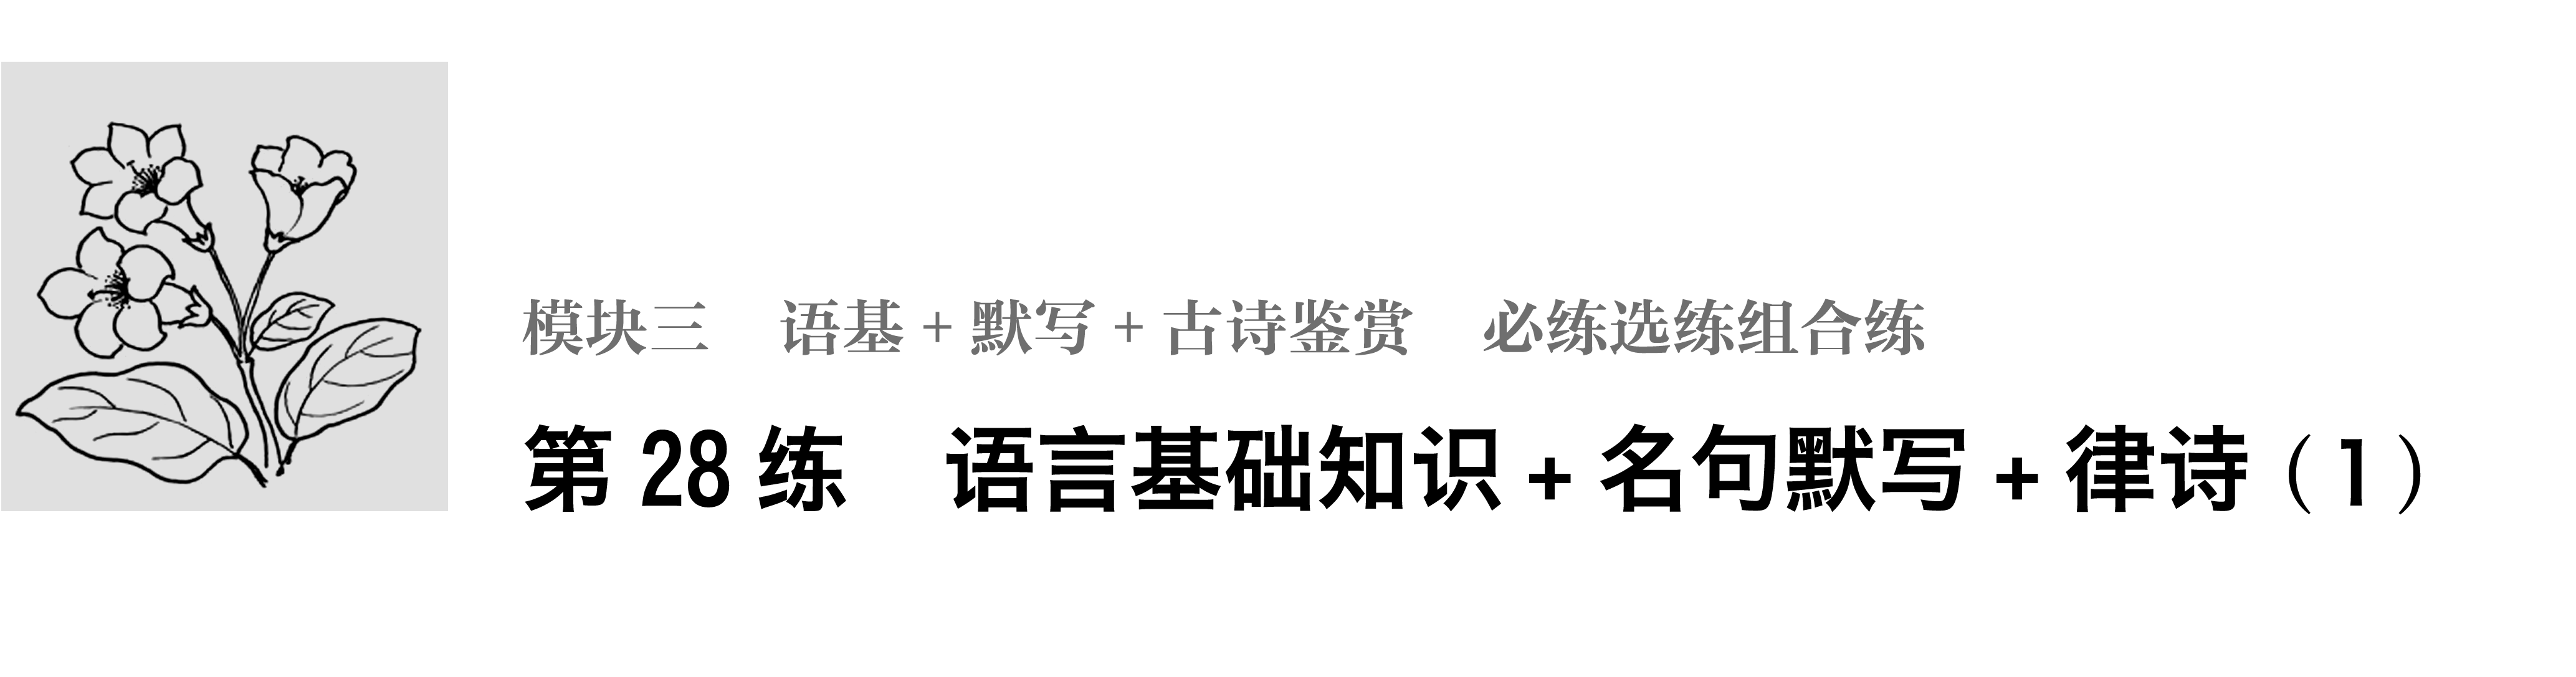 模块三　语基 + 默写 + 古诗鉴赏　必练选练组合练
第 28 练　语言基础知识 + 名句默写 + 律诗（1）